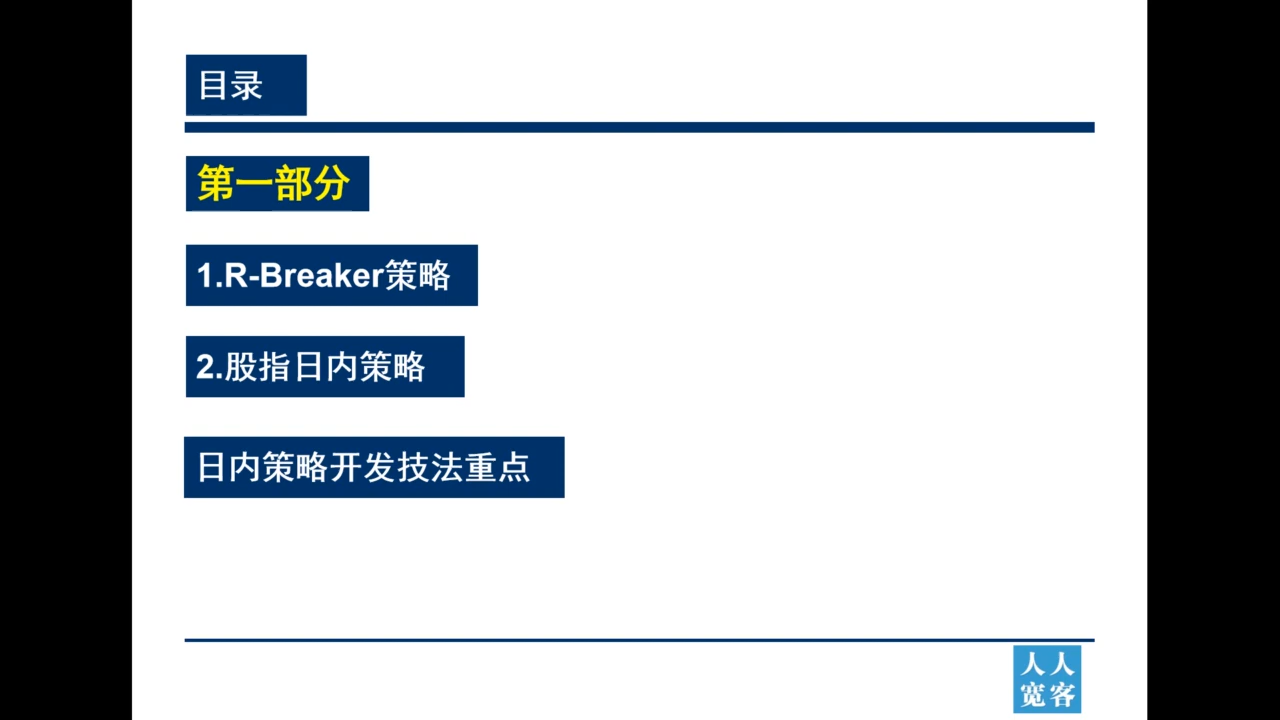 目录
第一部分
1.R-Breaker策略
2.股指日内策略
日内策略开发技法重点
人人
宽客